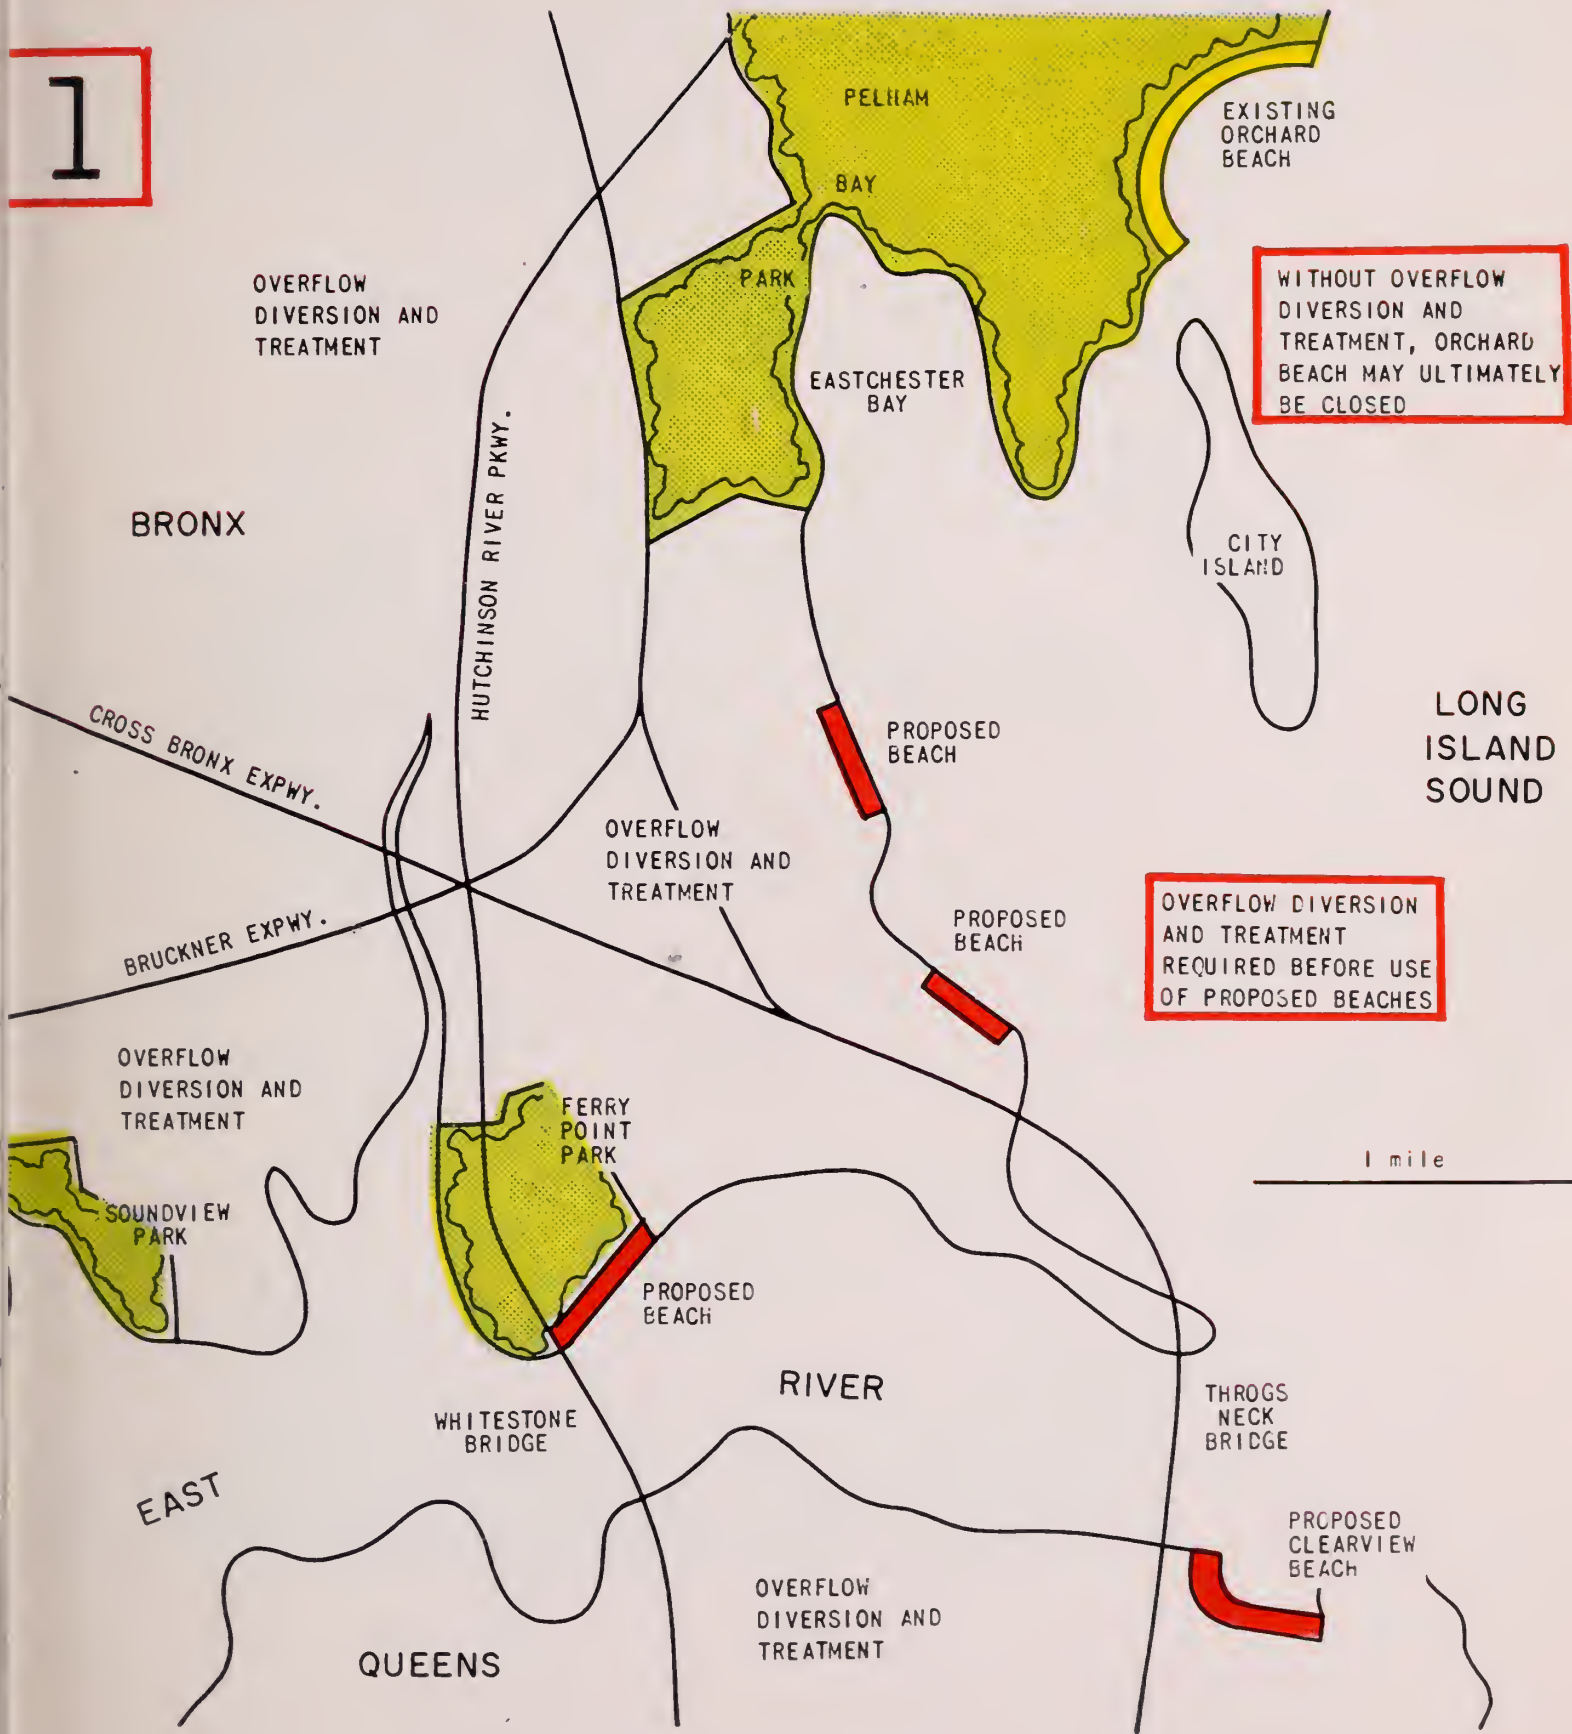 1
PELHAM
BAY
PARK
EXISTING
ORCHARD
BEACH
OVERFLOW
DIVERSION AND
TREATMENT
WITHOUT OVERFLOW
DIVERSION AND
TREATMENT, ORCHARD
BEACH MAY ULTIMATELY
BE CLOSED
EASTCHESTER
BAY
HUTCHINSON RIVER PKWY.
BRONX
CITY
ISLAND
LONG
ISLAND
SOUND
CROSS BRONX EXPWY.
PROPOSED
BEACH
OVERFLOW
DIVERSION AND
TREATMENT
BRUCKNER EXPWY.
PROPOSED
BEACH
OVERFLOW DIVERSION
AND TREATMENT
REQUIRED BEFORE USE
OF PROPOSED BEACHES
OVERFLOW
DIVERSION AND
TREATMENT
FERRY
POINT
PARK
1 mile
SOUNDVIEW
PARK
PROPOSED
BEACH
RIVER
WHITESTONE
BRIDGE
THROGS
NECK
BRIDGE
EAST
PROPOSED
CLEARVIEW
BEACH
OVERFLOW
DIVERSION AND
TREATMENT
QUEENS